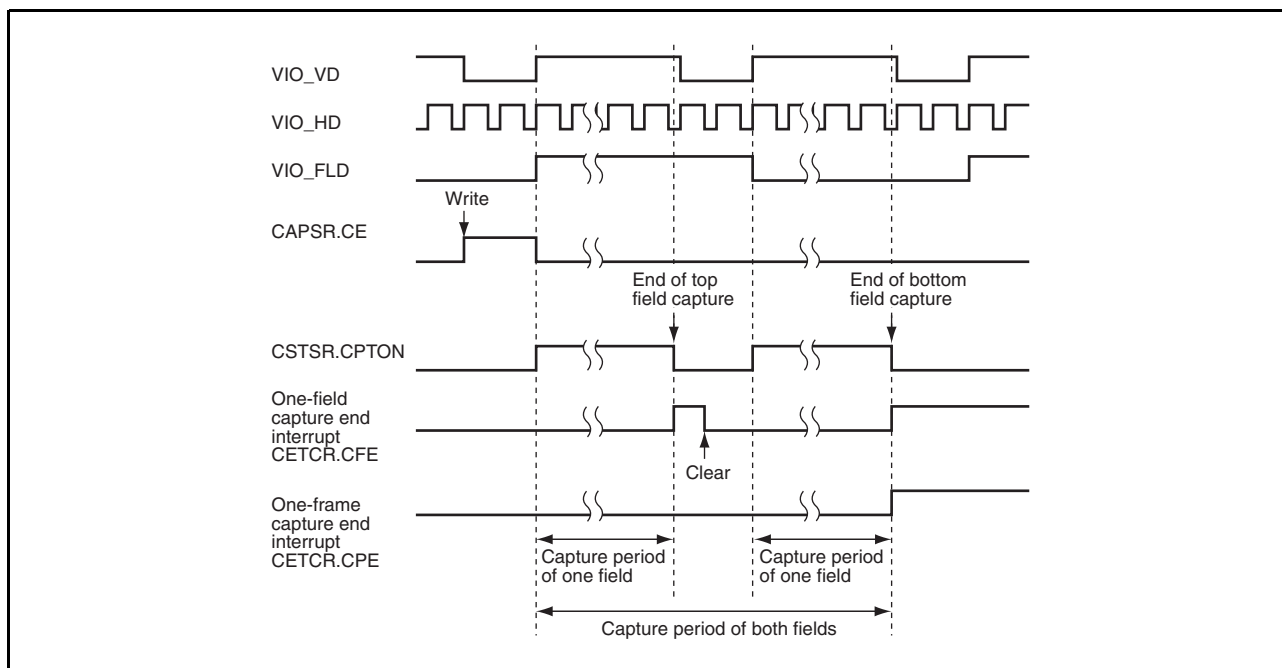 VIO_VD
VIO_HD
VIO_FLD
Write
CAPSR.CE
End of top
field capture
End of bottom
field capture
CSTSR.CPTON
One-field
capture end
interrupt
CETCR.CFE
Clear
One-frame
capture end
interrupt
CETCR.CPE
Capture period
of one field
Capture period
of one field
Capture period of both fields